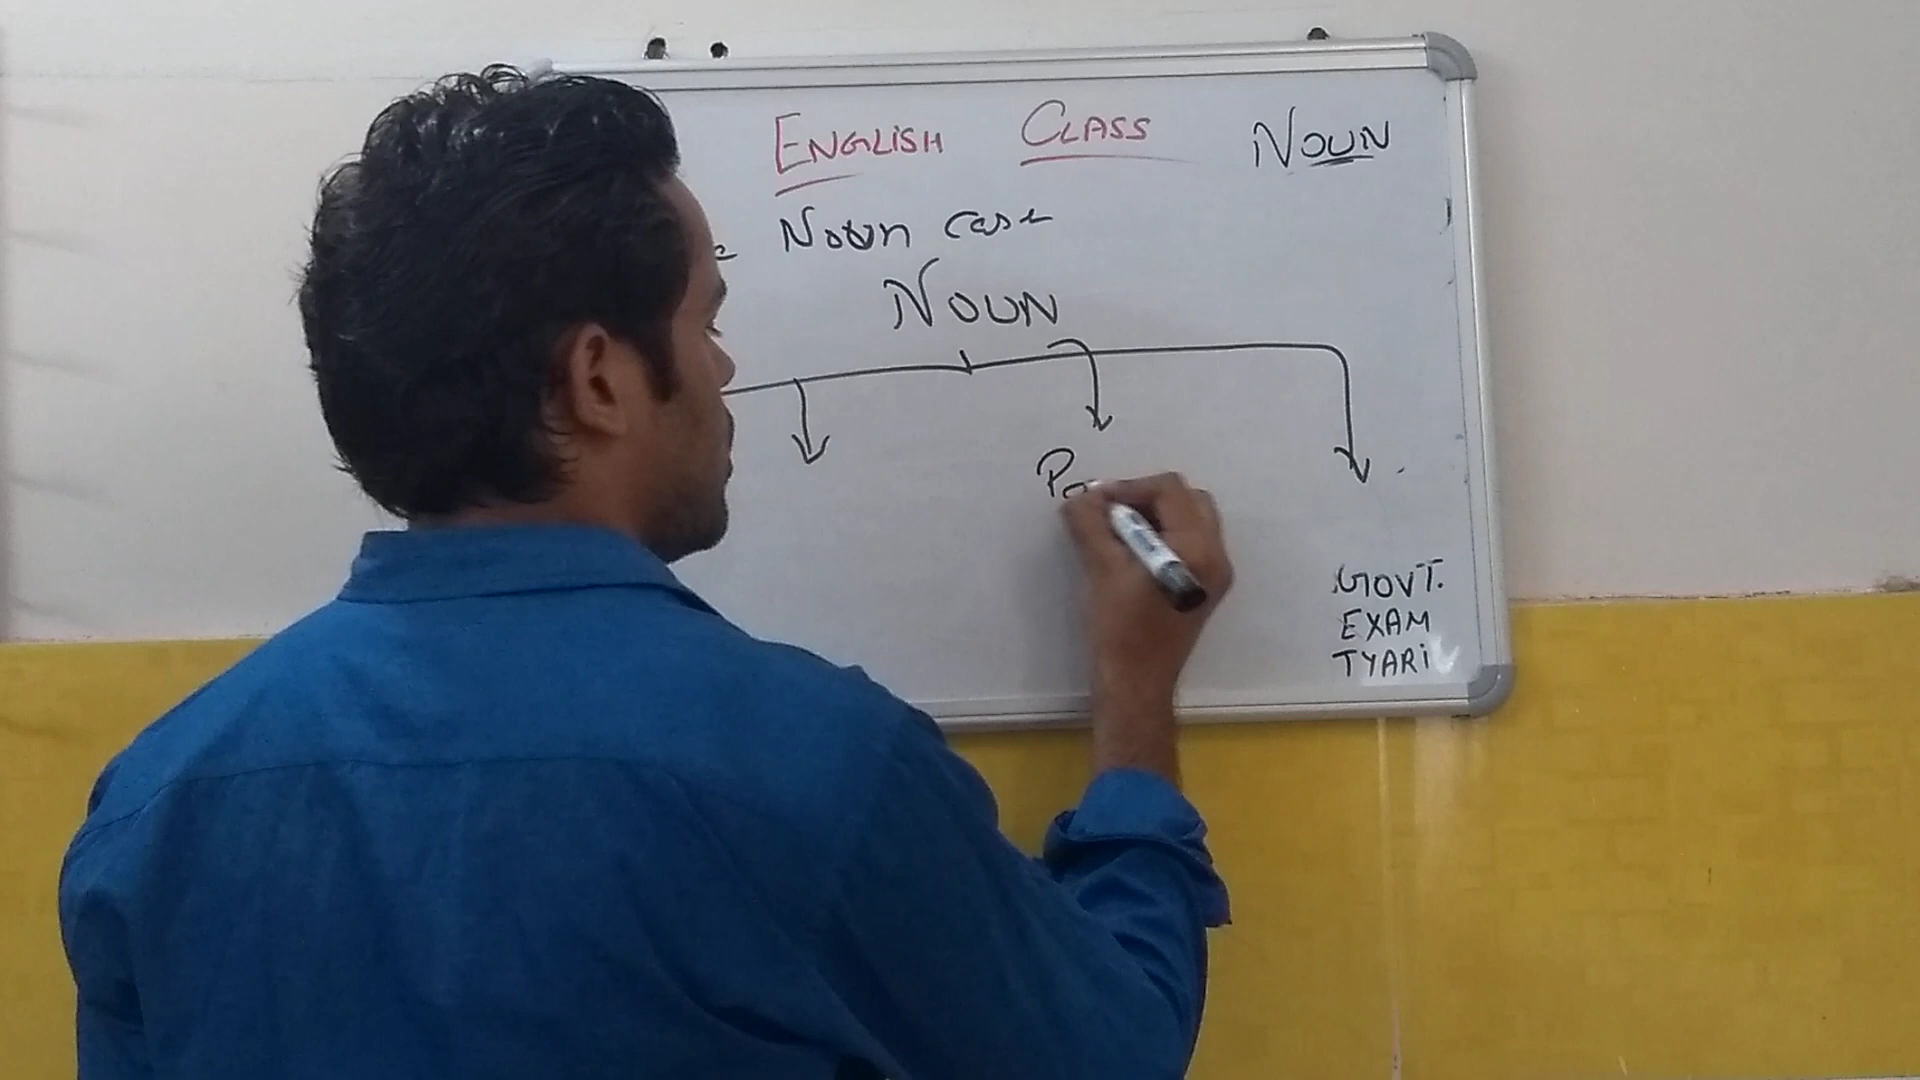 ENGLISH CLASS NOUN
Noun case
NOUN
GOVT.
EXAM
TYARI